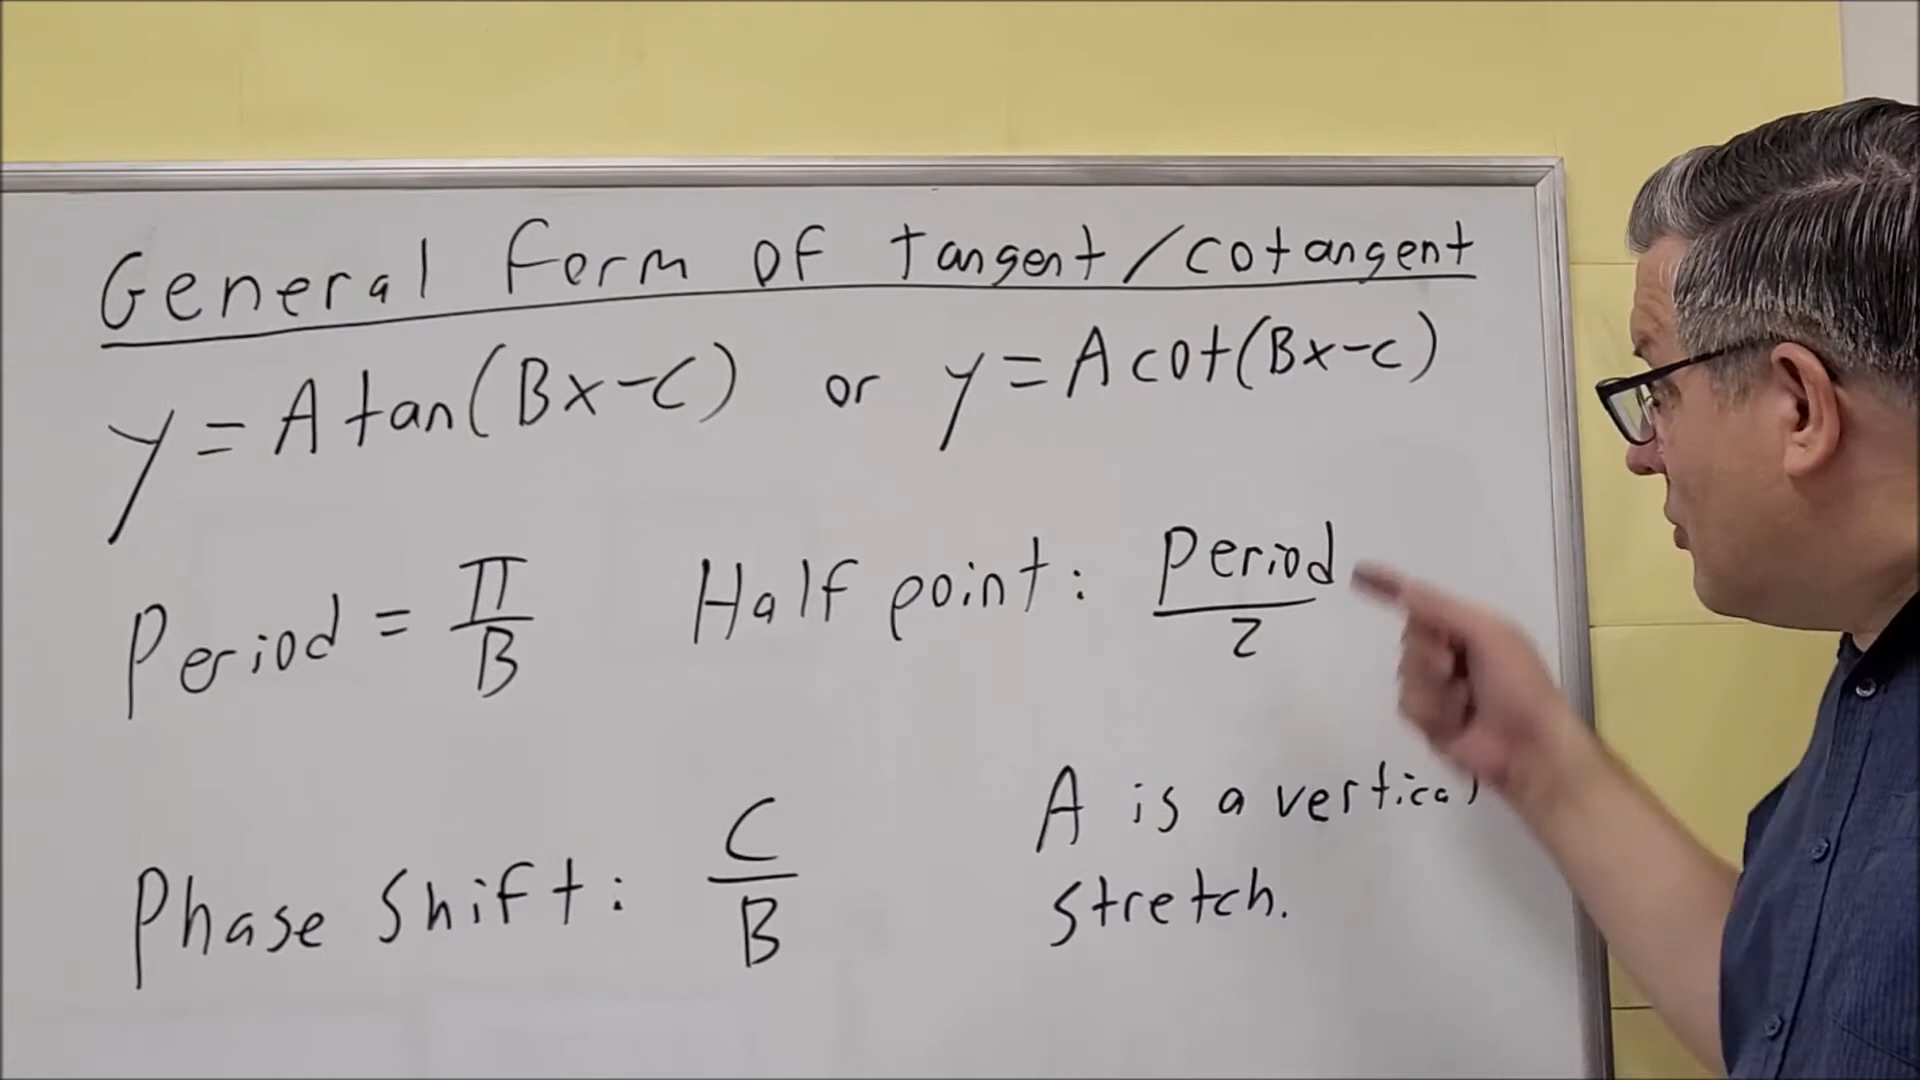 General form of tangent/cotangent
y = A tan(Bx-C) or y = A cot(Bx-C)
Period = π/B Half point: Period/2
Phase Shift: C/B
A is a vertical
stretch.